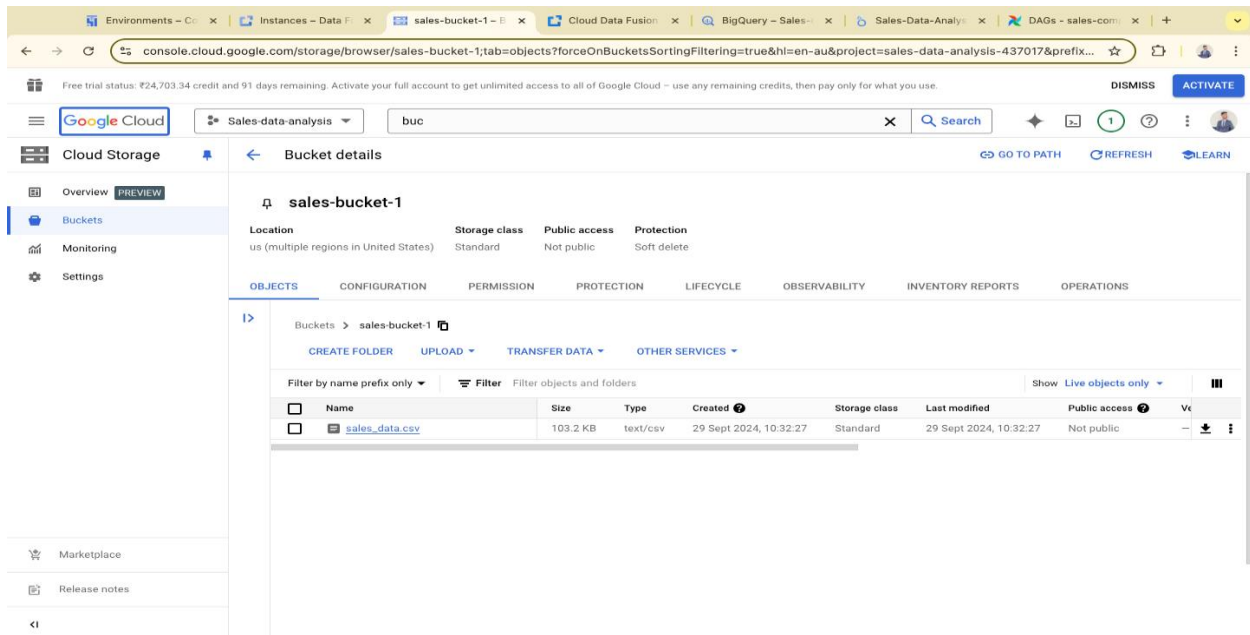 Environments – Co
Instances – Data F
sales-bucket-1 – B
Cloud Data Fusion
BigQuery – Sales-
Sales-Data-Analys
DAGs - sales-com
console.cloud.google.com/storage/browser/sales-bucket-1;tab=objects?forceOnBucketsSortingFiltering=true&hl=en-au&project=sales-data-analysis-437017&prefix...
Free trial status: ₹24,703.34 credit and 91 days remaining. Activate your full account to get unlimited access to all of Google Cloud – use any remaining credits, then pay only for what you use.
DISMISS
ACTIVATE
Google Cloud
Sales-data-analysis
buc
Search
1
Cloud Storage
Bucket details
GO TO PATH
REFRESH
LEARN
Overview PREVIEW
Buckets
Monitoring
Settings
sales-bucket-1
Location Storage class Public access Protection
us (multiple regions in United States) Standard Not public Soft delete
OBJECTS CONFIGURATION PERMISSION PROTECTION LIFECYCLE OBSERVABILITY INVENTORY REPORTS OPERATIONS
Buckets > sales-bucket-1
CREATE FOLDER UPLOAD TRANSFER DATA OTHER SERVICES
Filter by name prefix only Filter Filter objects and folders Show Live objects only
Name Size Type Created Storage class Last modified Public access Ve
sales_data.csv 103.2 KB text/csv 29 Sept 2024, 10:32:27 Standard 29 Sept 2024, 10:32:27 Not public –
Marketplace
Release notes